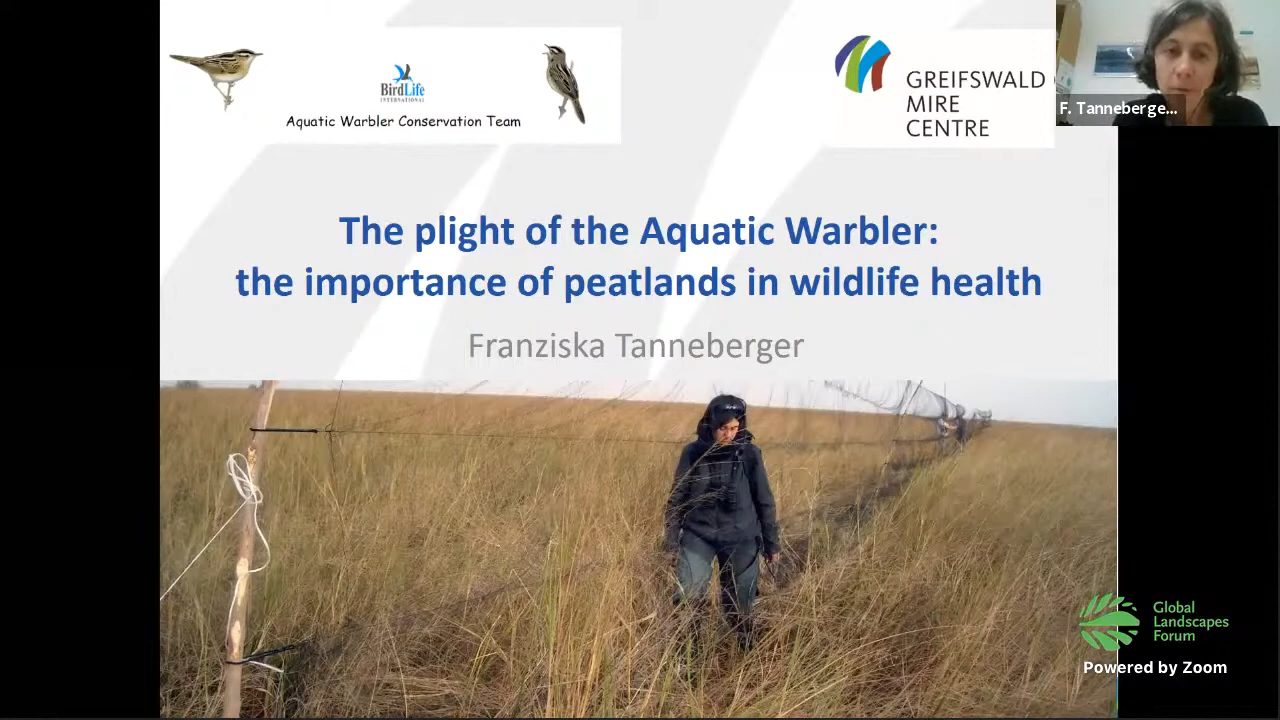 BirdLife
INTERNATIONAL
Aquatic Warbler Conservation Team
GREIFSWALD
MIRE
CENTRE
F. Tanneberge...
The plight of the Aquatic Warbler:
the importance of peatlands in wildlife health
Franziska Tanneberger
Global
Landscapes
Forum
Powered by Zoom